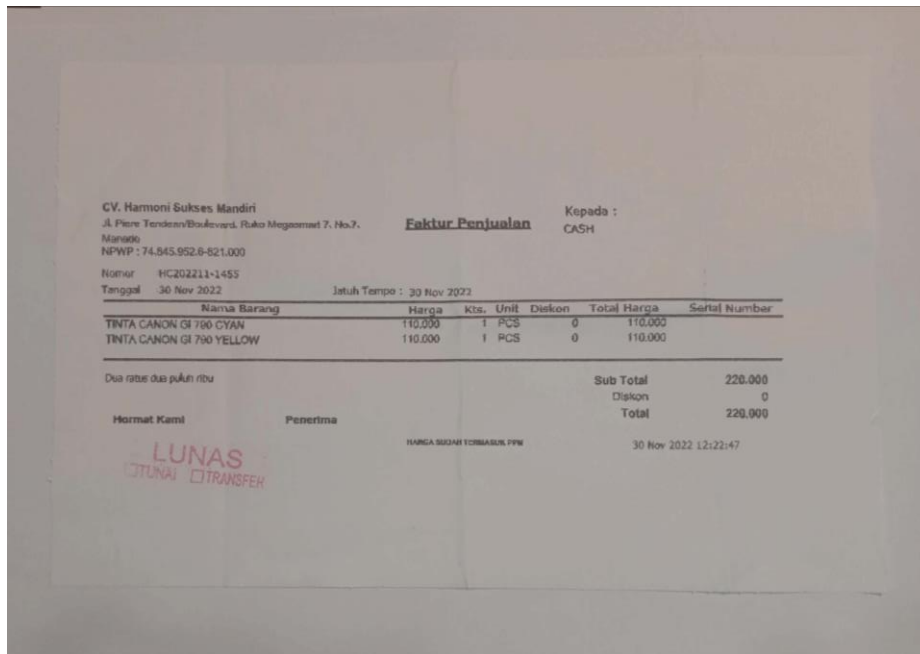 CV. Harmoni Sukses Mandiri
Jl. Piere Tendean/Boulevard, Ruko Megasmart 7. No.7.
Manado
NPWP : 74.845.952.6-821.000
Faktur Penjualan
Kepada :
CASH
Nomor HC202211-1455
Tanggal 30 Nov 2022 Jatuh Tempo : 30 Nov 2022
Nama Barang Harga Kts. Unit Diskon Total Harga Serial Number
TINTA CANON GI 790 CYAN 110.000 1 PCS 0 110.000
TINTA CANON GI 790 YELLOW 110.000 1 PCS 0 110.000
Dua ratus dua puluh ribu
Sub Total 220.000
Diskon 0
Total 220.000
Hormat Kami Penerima
HARGA SUDAH TERMASUK PPN
30 Nov 2022 12:22:47
LUNAS
TUNAI TRANSFER